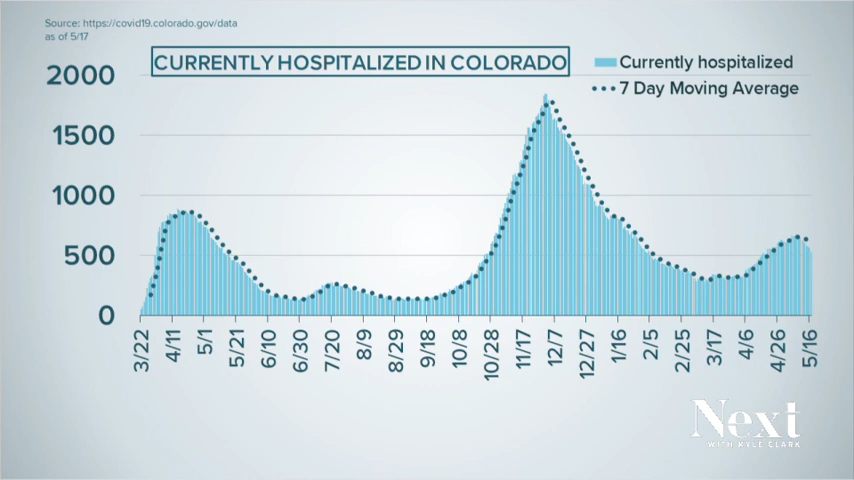 Source: https://covid19.colorado.gov/data
as of 5/17
CURRENTLY HOSPITALIZED IN COLORADO
Currently hospitalized
7 Day Moving Average
2000
1500
1000
500
0
3/22 4/11 5/1 5/21 6/10 6/30 7/20 8/9 8/29 9/18 10/8 10/28 11/17 12/7 12/27 1/16 2/5 2/25 3/17 4/6 4/26 5/16
Next
WITH KYLE CLARK